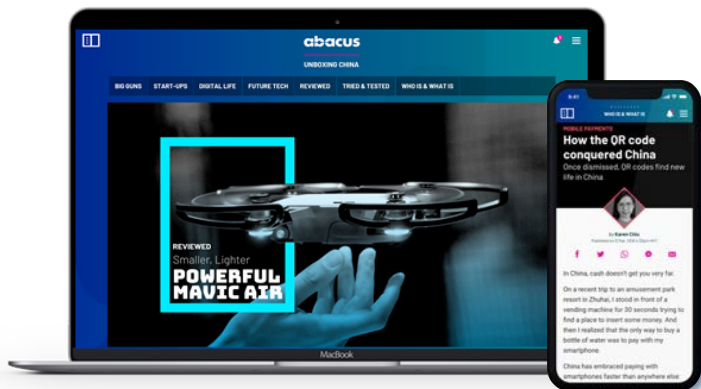 abacus
UNBOXING CHINA
BIG GUNS START-UPS DIGITAL LIFE FUTURE TECH REVIEWED TRIED & TESTED WHO IS & WHAT IS
REVIEWED
Smaller, Lighter
POWERFUL
MAVIC AIR
MacBook
9:41
WHO IS & WHAT IS
MOBILE PAYMENTS
How the QR code
conquered China
Once dismissed, QR codes find new
life in China
by Karen Chiu
In China, cash doesn't get you very far.
On a recent trip to an amusement park
resort in Zhuhai, I stood in front of a
vending machine for 30 seconds trying to
find a place to insert some money. And
then I realized that the only way to buy a
bottle of water was to pay with my
smartphone.
China has embraced paying with
smartphones faster than anywhere else